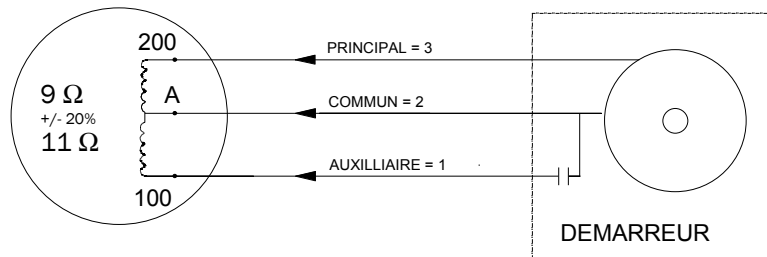 200
PRINCIPAL = 3
9 Ω
A
COMMUN = 2
+/- 20%
11 Ω
AUXILLIAIRE = 1
100
DEMARREUR